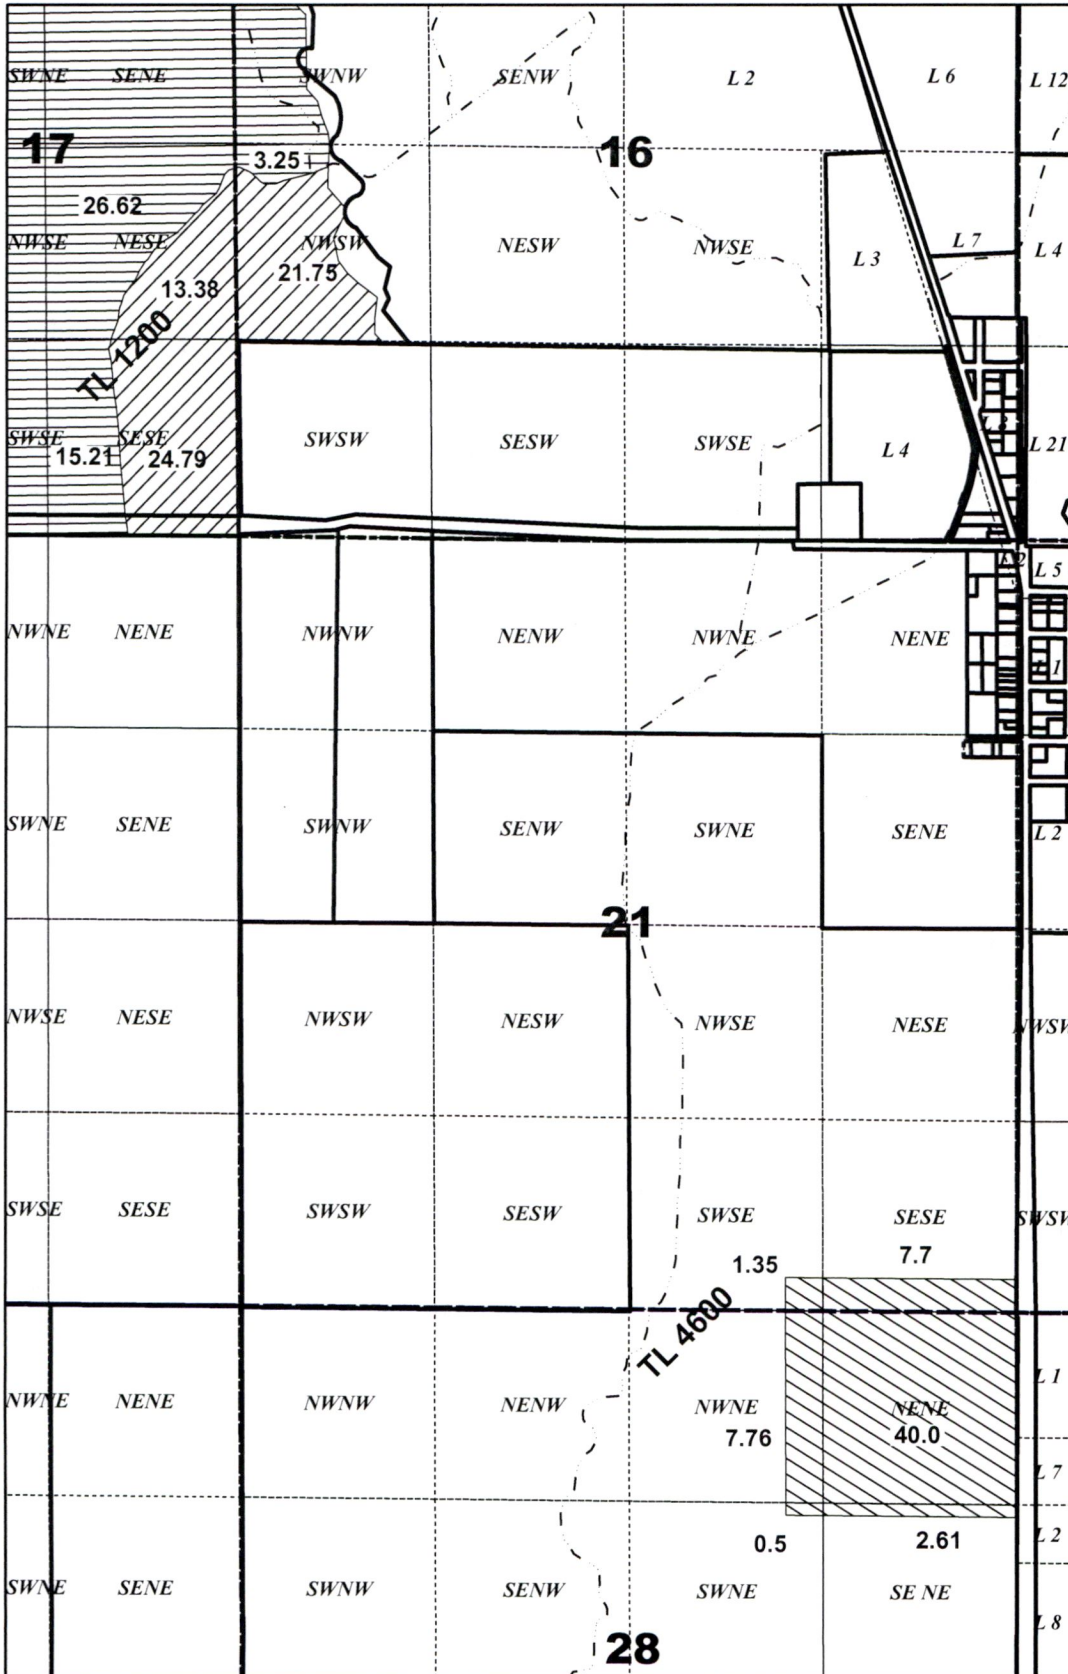 SWNE SENE SWNW SENW L 2 L 6 L 12
17 3.25 16
26.62
NWSE NESE NWSW NESW NWSE L 3 L 7 L 4
13.38 21.75
TL 1200
SWSE SESE SWSW SESW SWSE L 4 L 21
15.21 24.79
L 5
NWNE NENE NWNW NENW NWNE NENE L 1
SWNE SENE SWNW SENW SWNE SENE L 2
21
NWSE NESE NWSW NESW NWSE NESE NWSW
SWSE SESE SWSW SESW SWSE SESE SWSW
1.35 7.7
TL 4600
L 1
NWNE NENE NWNW NENW NWNE NENE
7.76 40.0
L 7
0.5 2.61 L 2
SWNE SENE SWNW SENW SWNE SE NE
L 8
28